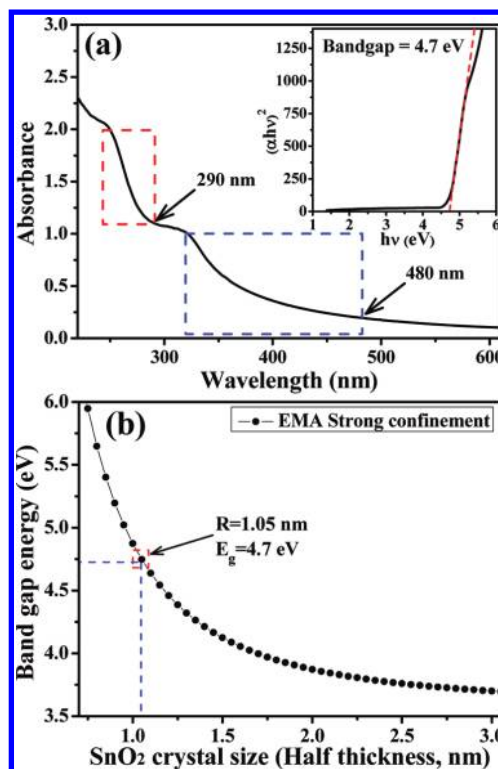 (a)
Bandgap = 4.7 eV
(αhν)²
1250
1000
750
500
250
0
1 2 3 4 5 6
hν (eV)
Absorbance
2.5
2.0
1.5
1.0
0.5
0.0
290 nm
480 nm
300 400 500 600
Wavelength (nm)
(b)
EMA Strong confinement
R=1.05 nm
Eg=4.7 eV
Band gap energy (eV)
6.0
5.5
5.0
4.5
4.0
3.5
1.0 1.5 2.0 2.5 3.0
SnO₂ crystal size (Half thickness, nm)